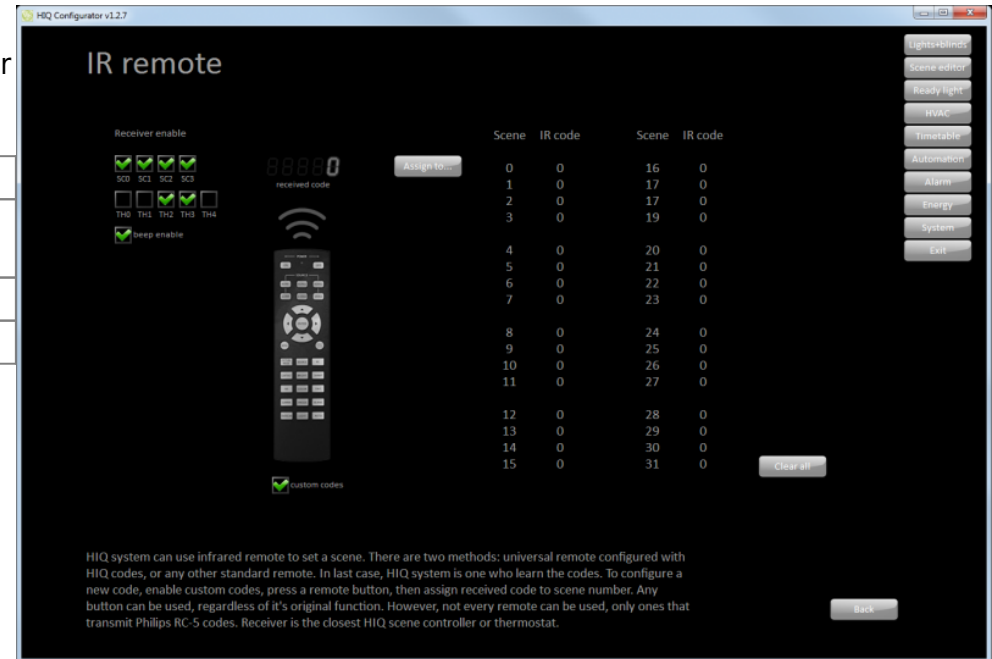 HIQ Configurator v1.2.7
r
IR remote
Lights+blinds
Scene editor
Ready light
HVAC
Timetable
Automation
Alarm
Energy
System
Exit
Receiver enable
SC0 SC1 SC2 SC3
TH0 TH1 TH2 TH3 TH4
beep enable
0
received code
Assign to...
custom codes
Scene IR code Scene IR code
0 0 16 0
1 0 17 0
2 0 17 0
3 0 19 0
4 0 20 0
5 0 21 0
6 0 22 0
7 0 23 0
8 0 24 0
9 0 25 0
10 0 26 0
11 0 27 0
12 0 28 0
13 0 29 0
14 0 30 0
15 0 31 0
Clear all
HIQ system can use infrared remote to set a scene. There are two methods: universal remote configured with
HIQ codes, or any other standard remote. In last case, HIQ system is one who learn the codes. To configure a
new code, enable custom codes, press a remote button, then assign received code to scene number. Any
button can be used, regardless of it's original function. However, not every remote can be used, only ones that
transmit Philips RC-5 codes. Receiver is the closest HIQ scene controller or thermostat.
Back